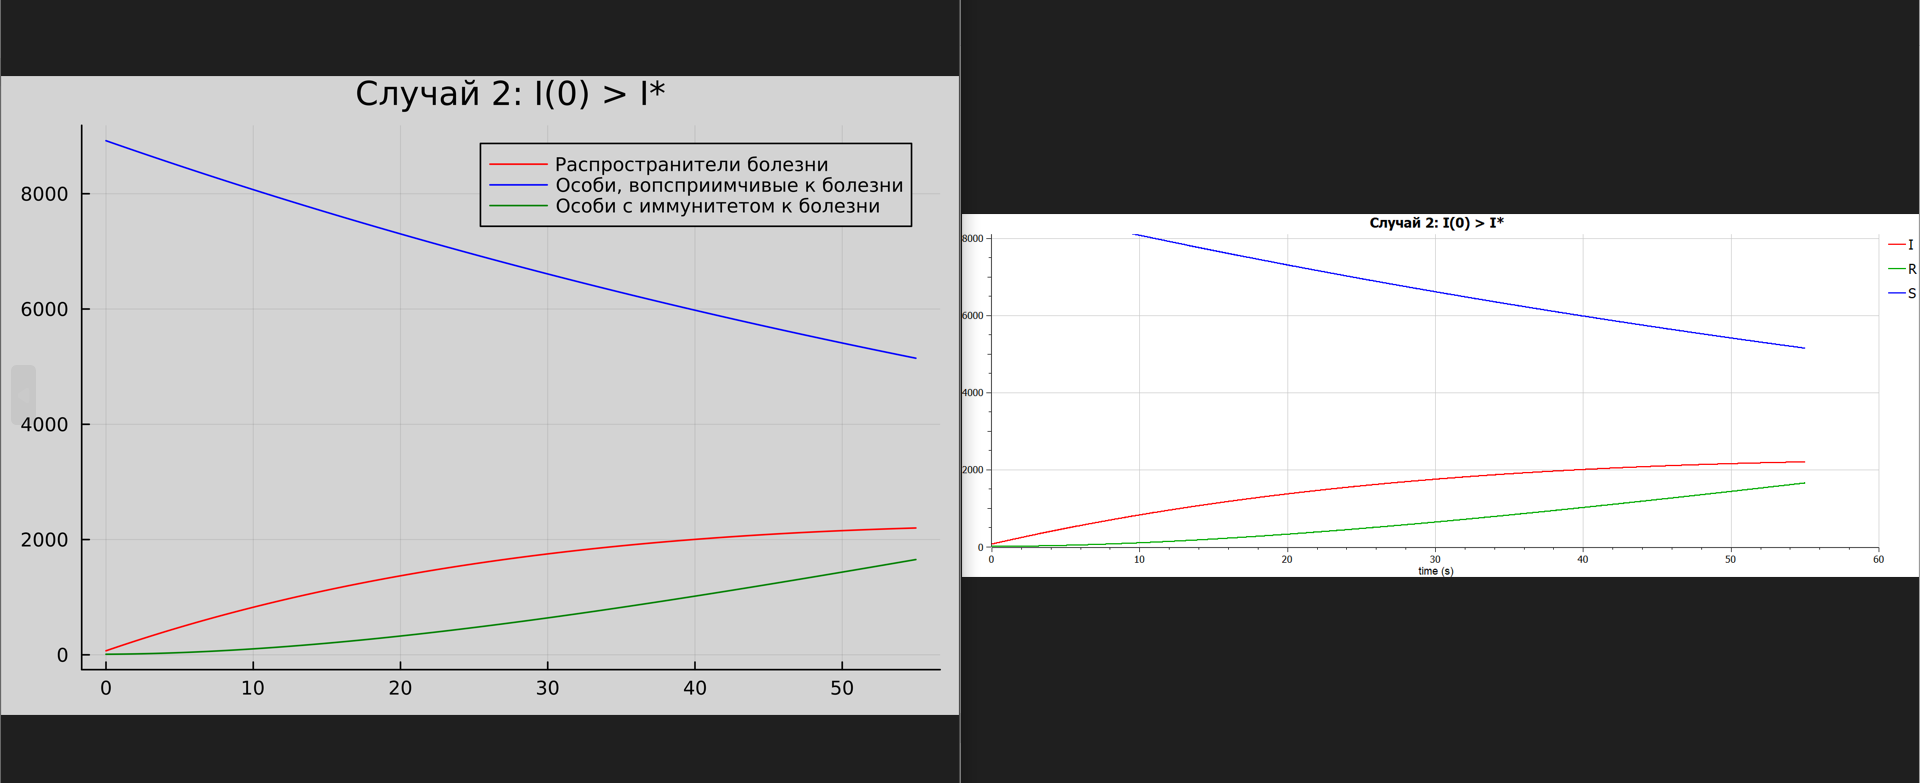 Случай 2: I(0) > I*
Распространители болезни
Особи, вопсприимчивые к болезни
Особи с иммунитетом к болезни
8000
6000
4000
2000
0
0 10 20 30 40 50
Случай 2: I(0) > I*
I
R
S
8000
6000
4000
2000
0
0 10 20 30 40 50 60
time (s)